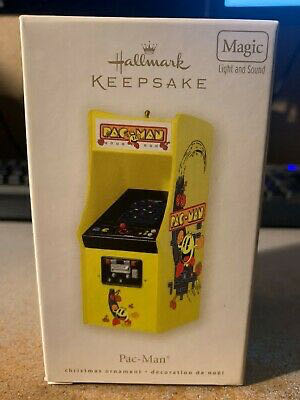 Hallmark
KEEPSAKE
Magic
Light and Sound
PAC-MAN
PAC-MAN
Pac-Man®
christmas ornament • décoration de noël